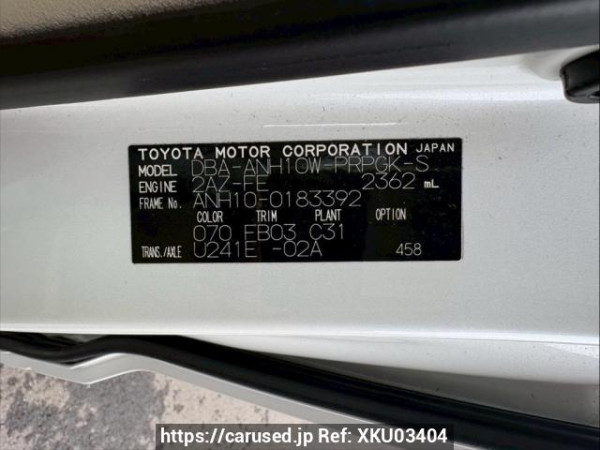 TOYOTA MOTOR CORPORATION JAPAN
MODEL DBA-ANH10W-PRPGK-S
ENGINE 2AZ-FE 2362 mL
FRAME No. ANH10-0183392
COLOR TRIM PLANT OPTION
070 FB03 C31
TRANS./AXLE U241E -02A 458
https://carused.jp Ref: XKU03404